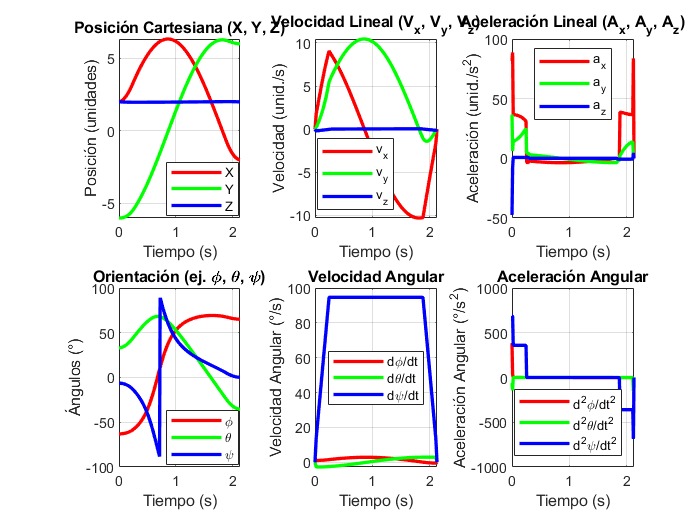 Posición Cartesiana (X, Y, Z)
Velocidad Lineal (Vx, Vy, Vz)
Aceleración Lineal (Ax, Ay, Az)
Posición (unidades)
5
0
-5
X
Y
Z
0
1
2
Tiempo (s)
Velocidad (unid./s)
10
5
0
-5
-10
vx
vy
vz
0
1
2
Tiempo (s)
Aceleración (unid./s²)
100
50
0
-50
ax
ay
az
0
1
2
Tiempo (s)
Orientación (ej. ϕ, θ, ψ)
Velocidad Angular
Aceleración Angular
Ángulos (°)
100
50
0
-50
-100
ϕ
θ
ψ
0
1
2
Tiempo (s)
Velocidad Angular (°/s)
100
80
60
40
20
0
dϕ/dt
dθ/dt
dψ/dt
0
1
2
Tiempo (s)
Aceleración Angular (°/s²)
1000
500
0
-500
-1000
d²ϕ/dt²
d²θ/dt²
d²ψ/dt²
0
1
2
Tiempo (s)